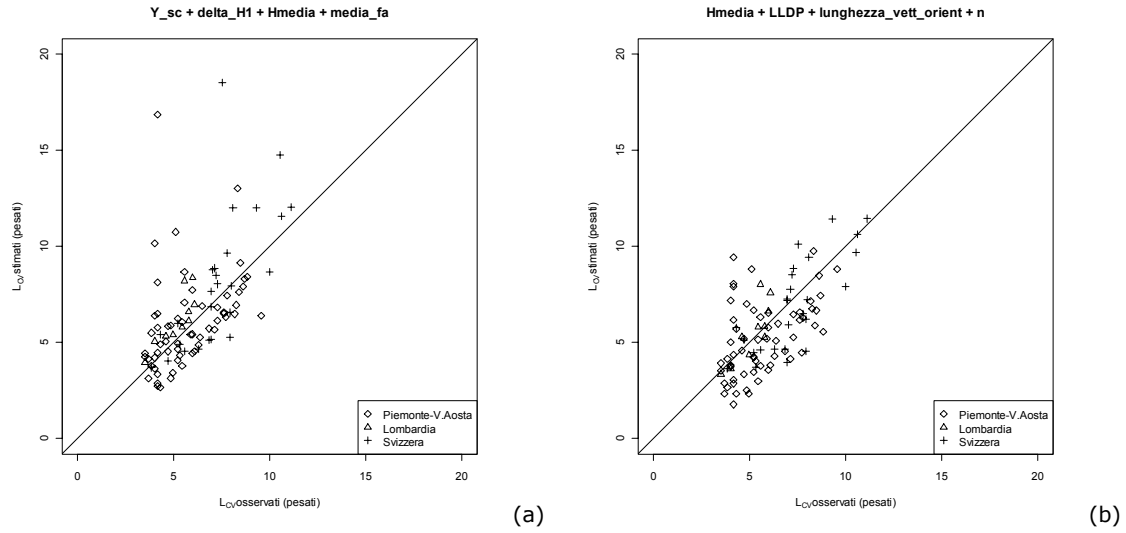 Y_sc + delta_H1 + Hmedia + media_fa
20
15
10
5
0
L_CV stimati (pesati)
0 5 10 15 20
L_CV osservati (pesati)
Piemonte-V.Aosta
Lombardia
Svizzera
(a)
Hmedia + LLDP + lunghezza_vett_orient + n
20
15
10
5
0
L_CV stimati (pesati)
0 5 10 15 20
L_CV osservati (pesati)
Piemonte-V.Aosta
Lombardia
Svizzera
(b)